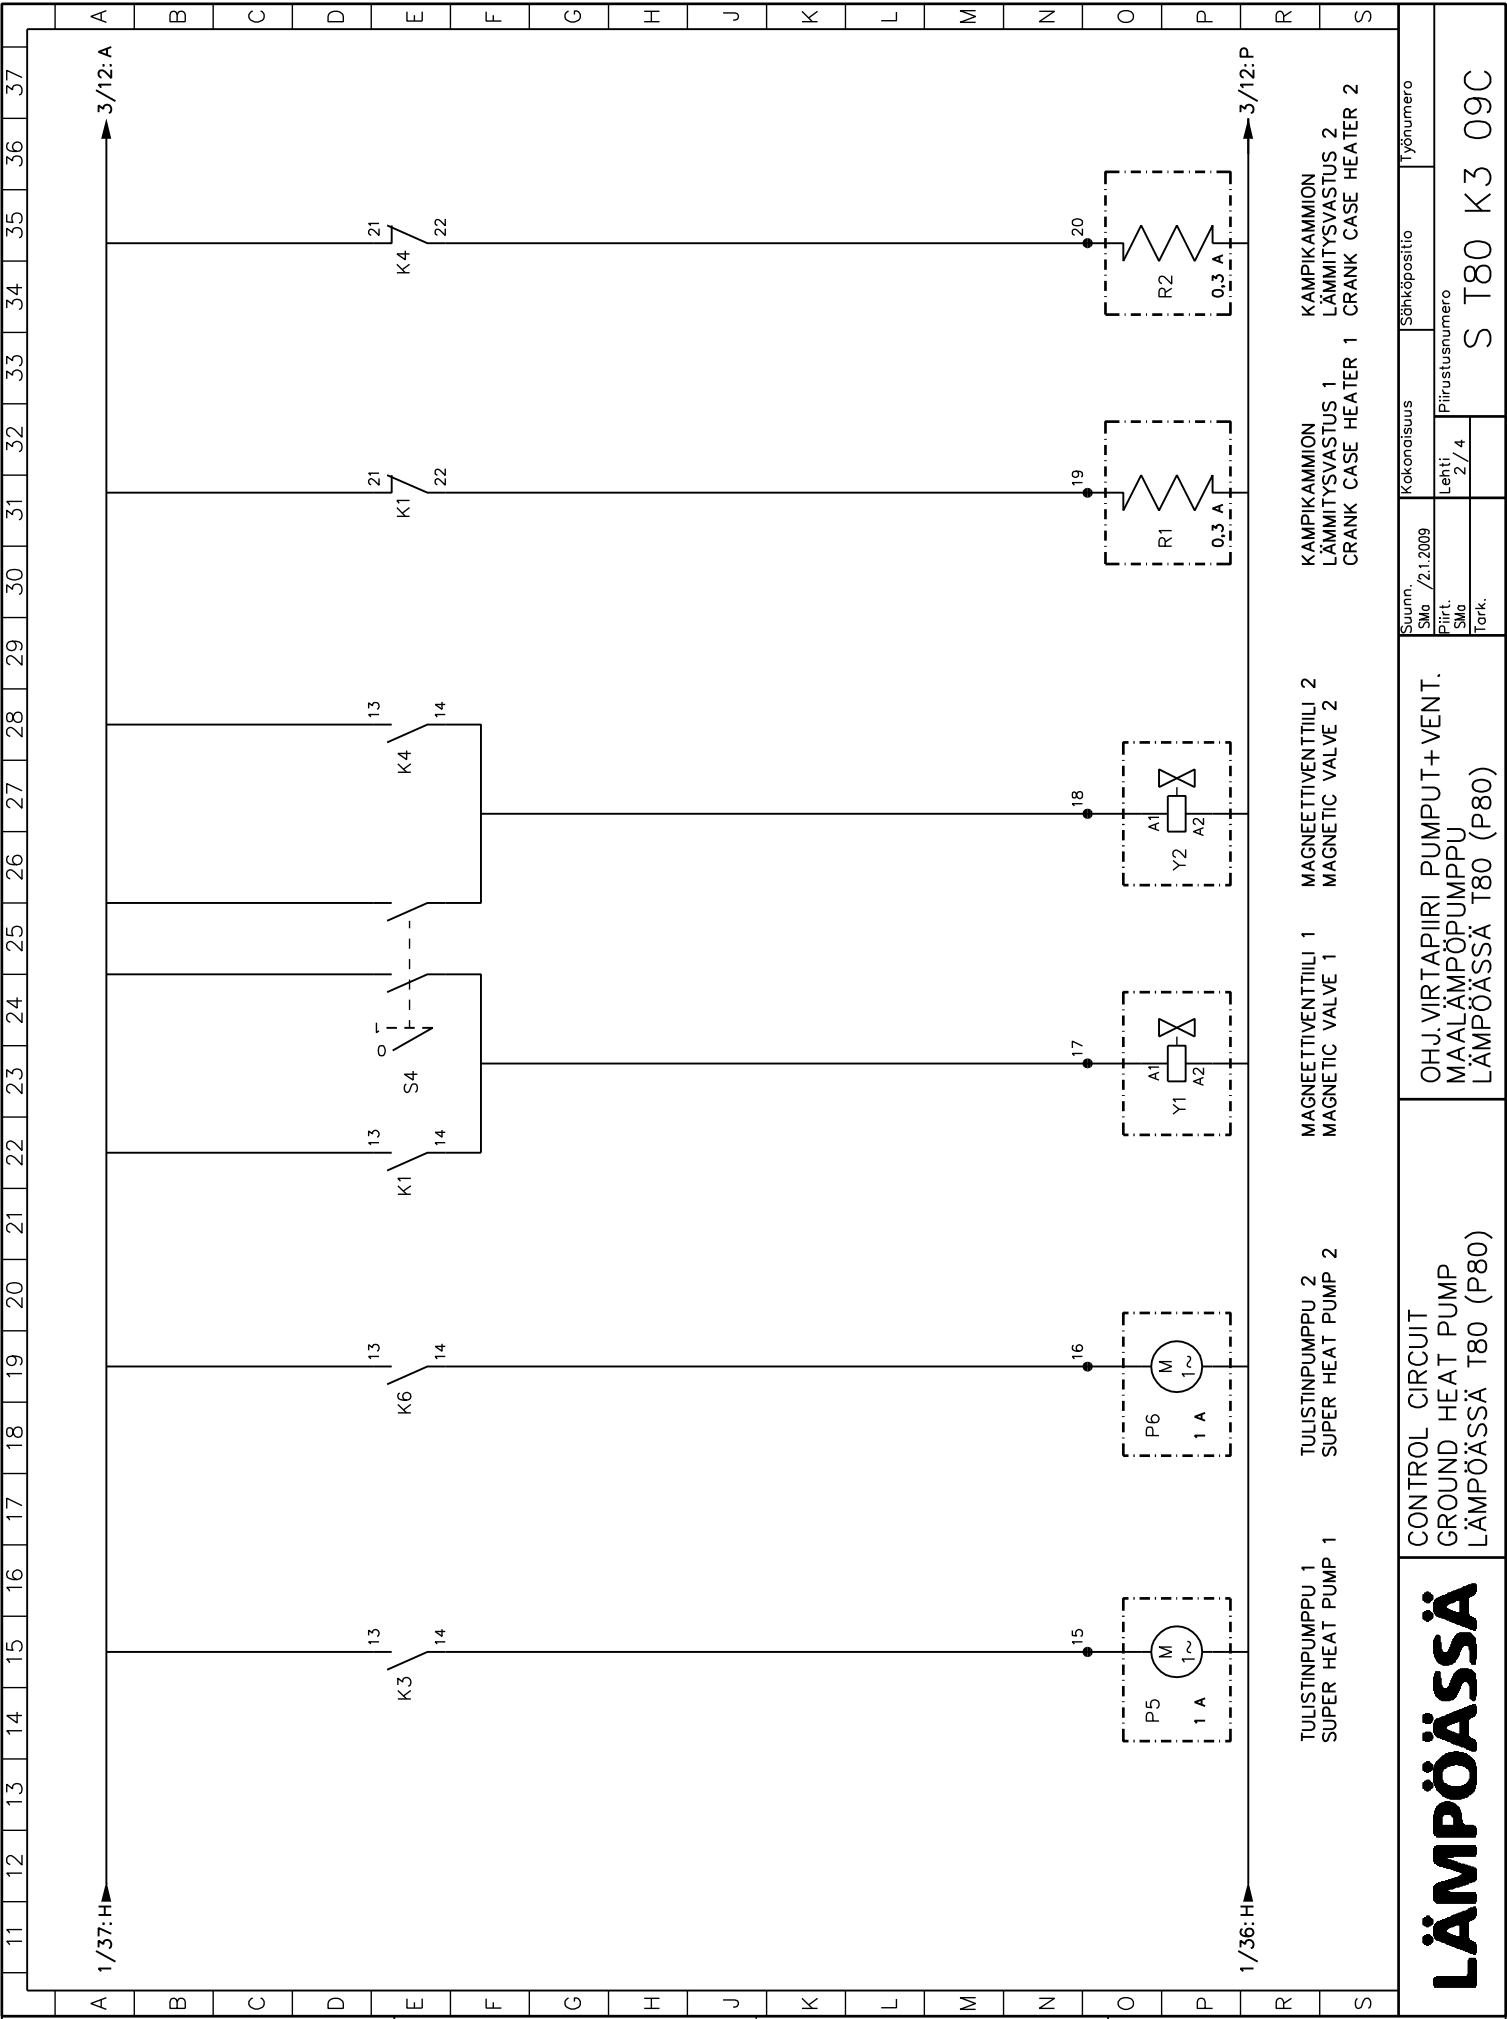 11 12 13 14 15 16 17 18 19 20 21 22 23 24 25 26 27 28 29 30 31 32 33 34 35 36 37
A
B
C
D
E
F
G
H
J
K
L
M
N
O
P
R
S
A
B
C
D
E
F
G
H
J
K
L
M
N
O
P
R
S
1/37:H
3/12:A
13
K3
14
13
K6
14
13
K1
14
0 1
S4
13
K4
14
21
K1
22
21
K4
22
15
16
17
18
19
20
P5
M
1~
1 A
P6
M
1~
1 A
Y1
A1
A2
Y2
A1
A2
R1
0,3 A
R2
0,3 A
1/36:H
3/12:P
TULISTINPUMPPU 1
SUPER HEAT PUMP 1
TULISTINPUMPPU 2
SUPER HEAT PUMP 2
MAGNEETTIVENTTIILI 1
MAGNETIC VALVE 1
MAGNEETTIVENTTIILI 2
MAGNETIC VALVE 2
KAMPIKAMMION
LÄMMITYSVASTUS 1
CRANK CASE HEATER 1
KAMPIKAMMION
LÄMMITYSVASTUS 2
CRANK CASE HEATER 2
LÄMPÖÄSSÄ
CONTROL CIRCUIT
GROUND HEAT PUMP
LÄMPÖÄSSÄ T80 (P80)
OHJ.VIRTAPIIRI PUMPUT+VENT.
MAALÄMPÖPUMPPU
LÄMPÖÄSSÄ T80 (P80)
Suunn.
SMa /2.1.2009
Piirt.
SMa
Tark.
Kokonaisuus
Sähköpositio
Työnumero
Lehti
2/4
Piirustusnumero
S T80 K3 09C